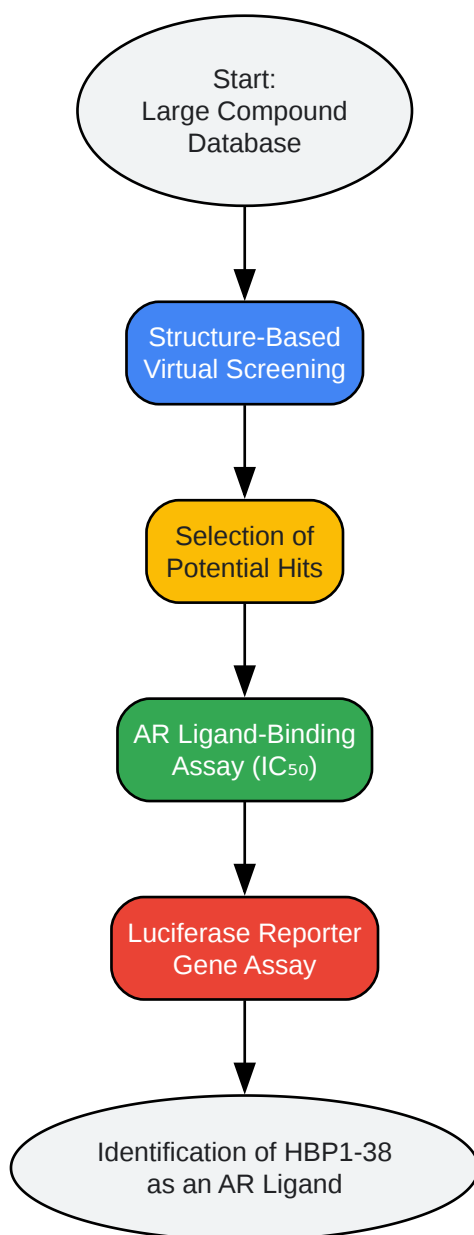 Start:
Large Compound
Database
Structure-Based
Virtual Screening
Selection of
Potential Hits
AR Ligand-Binding
Assay (IC₅₀)
Luciferase Reporter
Gene Assay
Identification of HBP1-38
as an AR Ligand